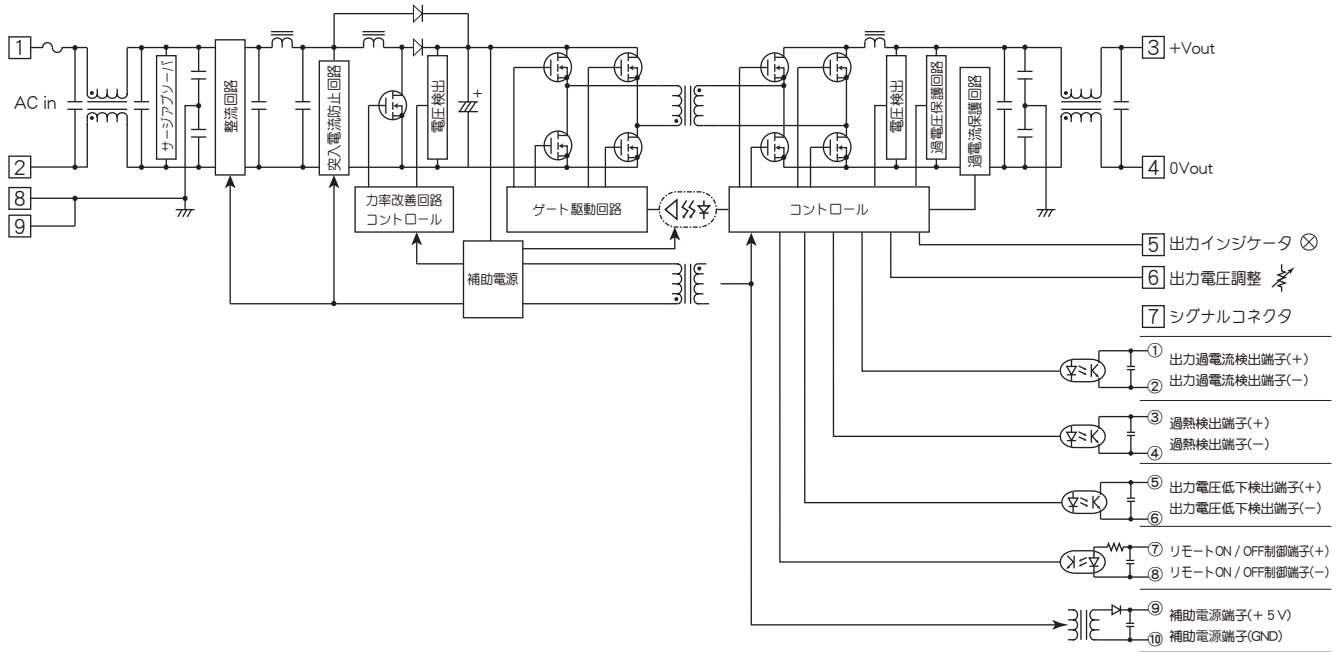 1
AC in
2
8
9
サージアブソーバ
整流回路
突入電流防止回路
電圧検出
+
力率改善回路
コントロール
ゲート駆動回路
補助電源
コントロール
電圧検出
過電圧保護回路
過電流保護回路
3 +Vout
4 0Vout
5 出力インジケータ
6 出力電圧調整
7 シグナルコネクタ
① 出力過電流検出端子(+)
② 出力過電流検出端子(−)
③ 過熱検出端子(+)
④ 過熱検出端子(−)
⑤ 出力電圧低下検出端子(+)
⑥ 出力電圧低下検出端子(−)
⑦ リモートON / OFF制御端子(+)
⑧ リモートON / OFF制御端子(−)
⑨ 補助電源端子(+ 5 V)
⑩ 補助電源端子(GND)